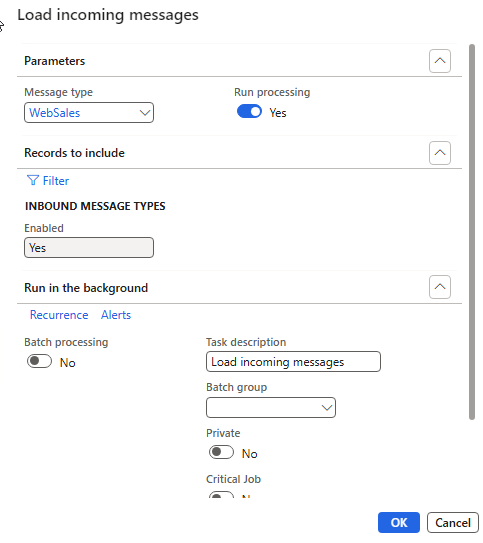 Load incoming messages
Parameters
Message type
Run processing
WebSales
Yes
Records to include
Filter
INBOUND MESSAGE TYPES
Enabled
Yes
Run in the background
Recurrence Alerts
Batch processing
Task description
No
Load incoming messages
Batch group
Private
No
Critical Job
OK Cancel